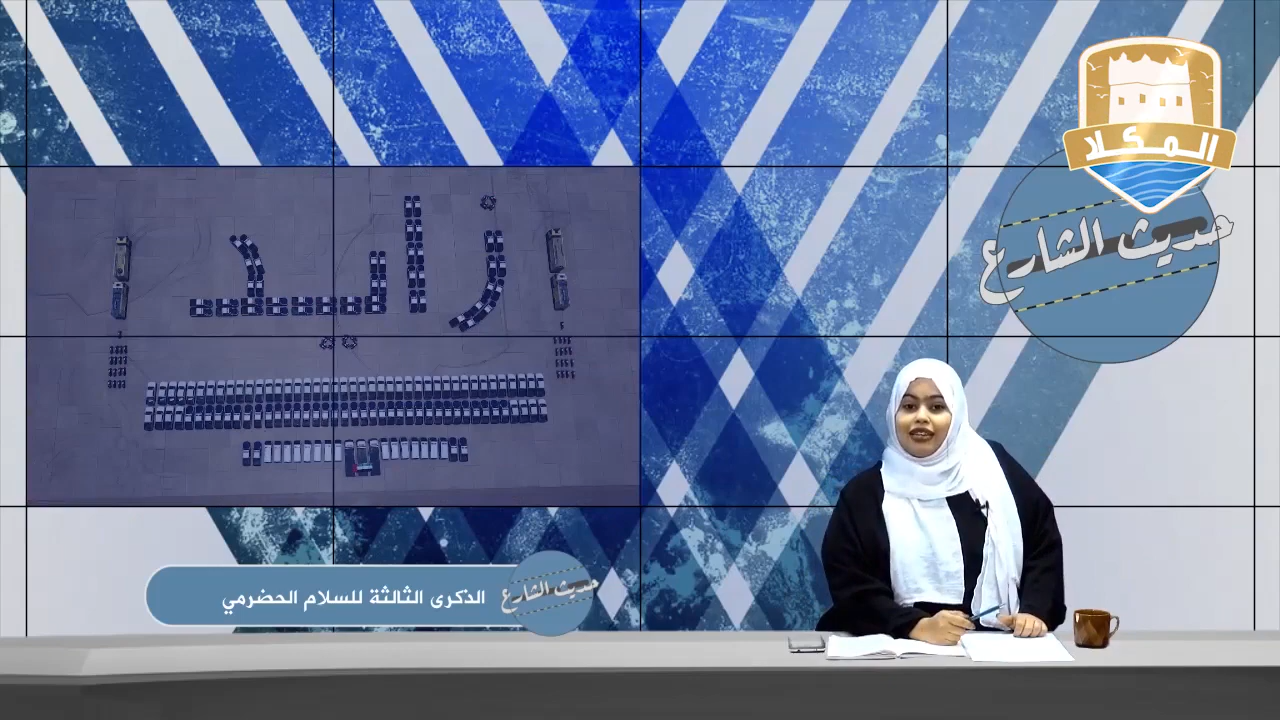 المكلا
حديث الشارع
زايد
الذكرى الثالثة للسلام الحضرمي
حديث الشارع